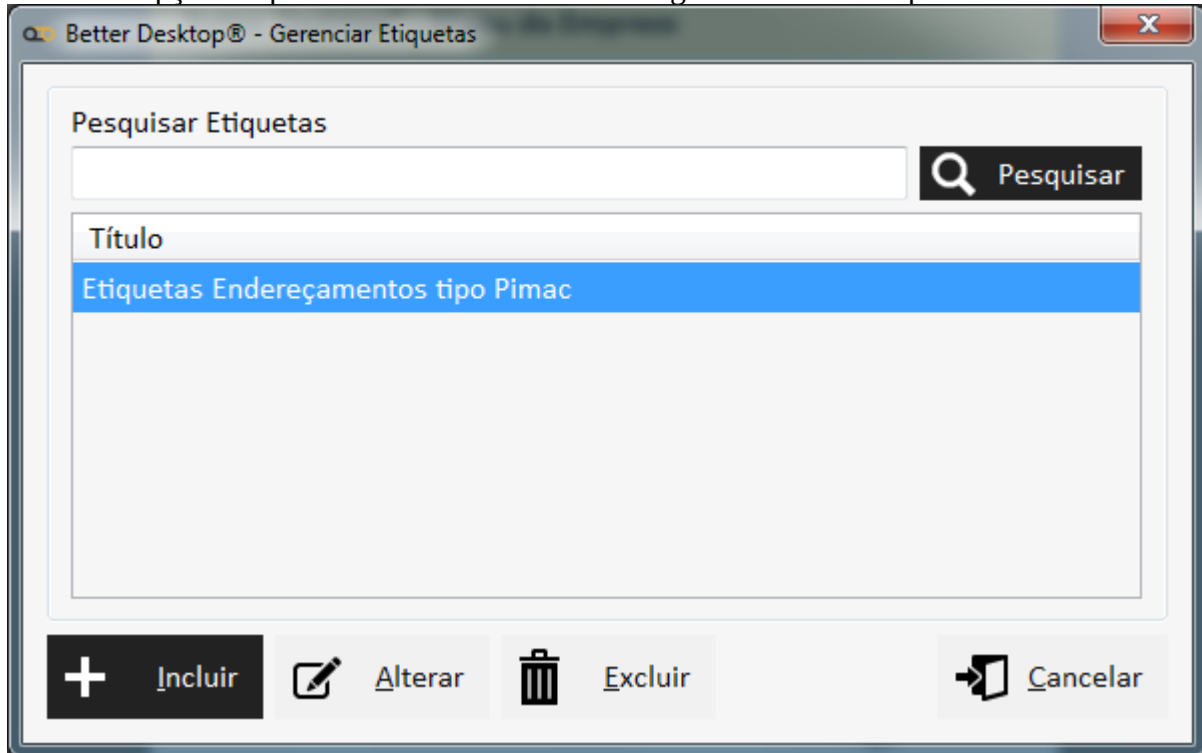 Better Desktop® - Gerenciar Etiquetas
X
Pesquisar Etiquetas
Pesquisar
Título
Etiquetas Endereçamentos tipo Pimac
Incluir
Alterar
Excluir
Cancelar